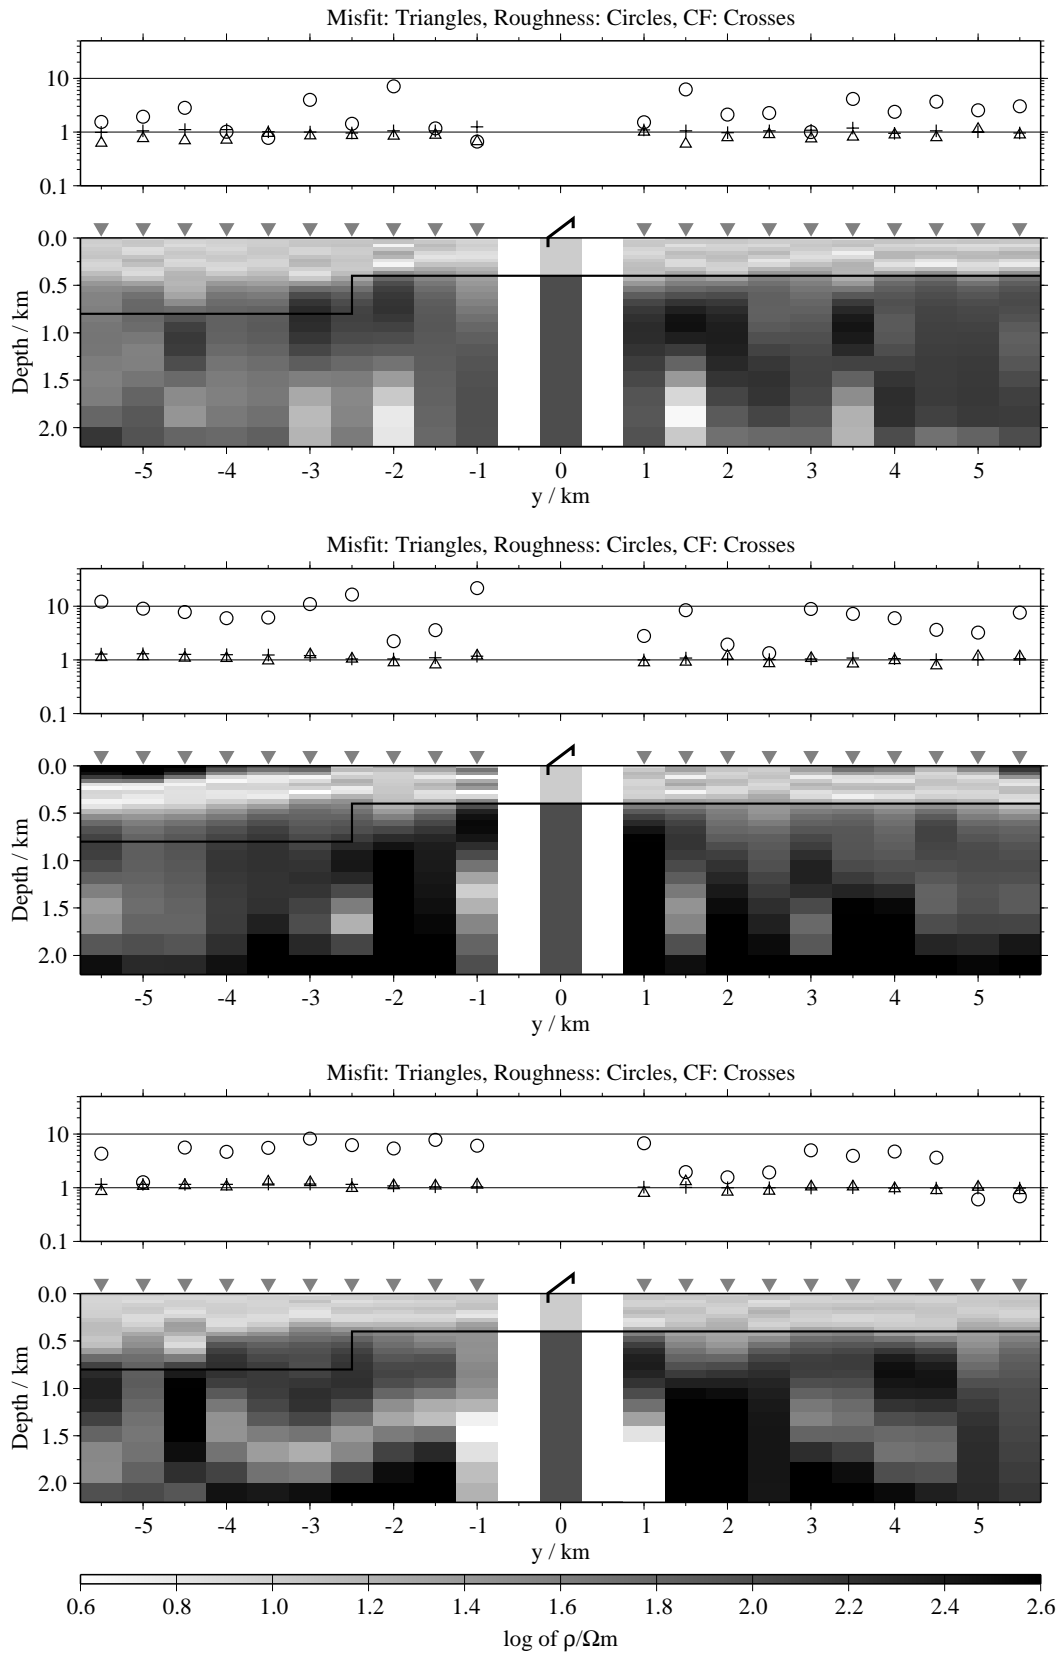 Misfit: Triangles, Roughness: Circles, CF: Crosses
10
1
0.1
0.0
0.5
1.0
1.5
2.0
Depth / km
-5 -4 -3 -2 -1 0 1 2 3 4 5
y / km
Misfit: Triangles, Roughness: Circles, CF: Crosses
10
1
0.1
0.0
0.5
1.0
1.5
2.0
Depth / km
-5 -4 -3 -2 -1 0 1 2 3 4 5
y / km
Misfit: Triangles, Roughness: Circles, CF: Crosses
10
1
0.1
0.0
0.5
1.0
1.5
2.0
Depth / km
-5 -4 -3 -2 -1 0 1 2 3 4 5
y / km
0.6 0.8 1.0 1.2 1.4 1.6 1.8 2.0 2.2 2.4 2.6
log of ρ/Ωm